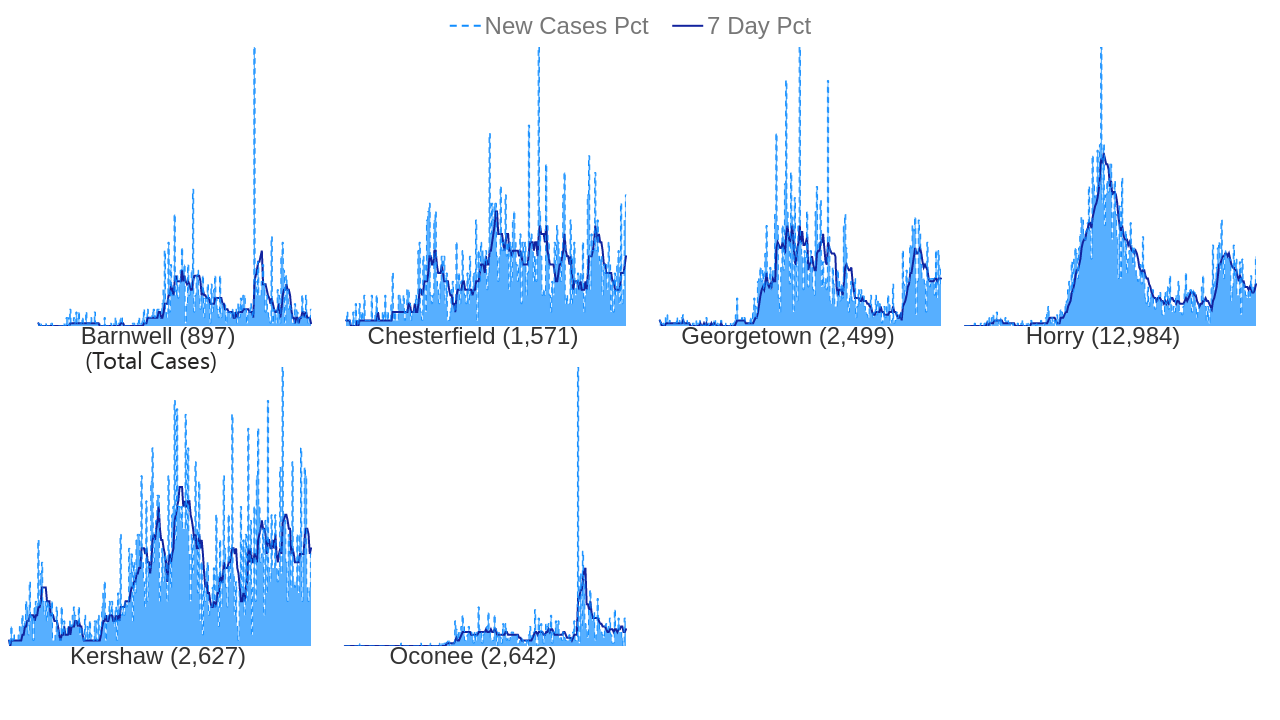 New Cases Pct 7 Day Pct
Barnwell (897) Chesterfield (1,571) Georgetown (2,499) Horry (12,984)
(Total Cases)
Kershaw (2,627) Oconee (2,642)